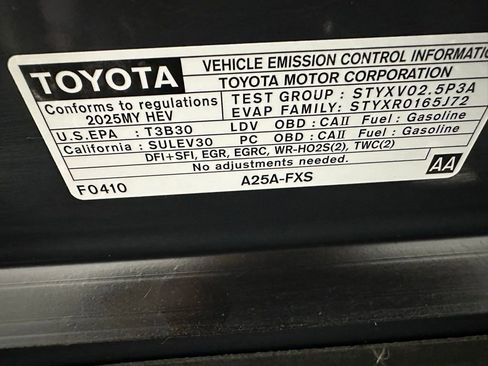 TOYOTA
VEHICLE EMISSION CONTROL INFORMATIO
TOYOTA MOTOR CORPORATION
Conforms to regulations
2025MY HEV
TEST GROUP : STYXV02.5P3A
EVAP FAMILY: STYXR0165J72
U.S.EPA : T3B30 LDV OBD : CAII Fuel : Gasoline
California : SULEV30 PC OBD : CAII Fuel : Gasoline
DFI+SFI, EGR, EGRC, WR-HO2S(2), TWC(2)
No adjustments needed.
F0410 A25A-FXS AA